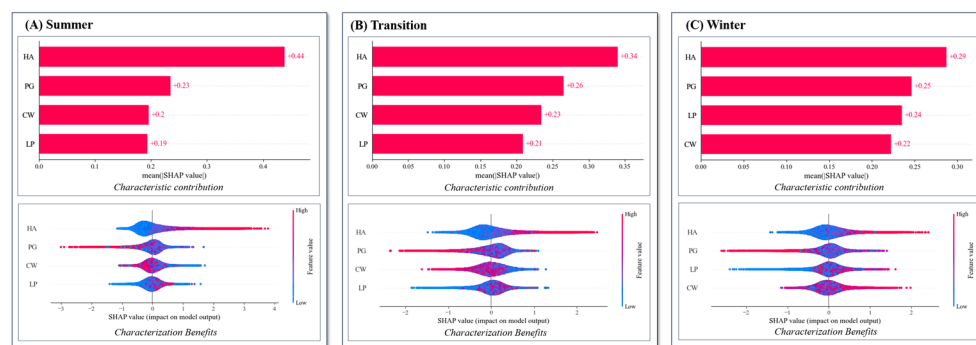 (A) Summer
HA
+0.44
PG
+0.23
CW
+0.2
LP
+0.19
0.0 0.1 0.2 0.3 0.4
mean(|SHAP value|)
Characteristic contribution
High
HA
PG
CW
LP
Feature value
Low
−3 −2 −1 0 1 2 3
SHAP value (impact on model output)
Characterization Benefits
(B) Transition
HA
+0.34
PG
+0.26
CW
+0.23
LP
+0.21
0.00 0.05 0.10 0.15 0.20 0.25 0.30 0.35
mean(|SHAP value|)
Characteristic contribution
High
HA
PG
CW
LP
Feature value
Low
−2 −1 0 1 2
SHAP value (impact on model output)
Characterization Benefits
(C) Winter
HA
+0.29
PG
+0.25
LP
+0.24
CW
+0.22
0.00 0.05 0.10 0.15 0.20 0.25 0.30
mean(|SHAP value|)
Characteristic contribution
High
HA
PG
LP
CW
Feature value
Low
−2 −1 0 1 2
SHAP value (impact on model output)
Characterization Benefits